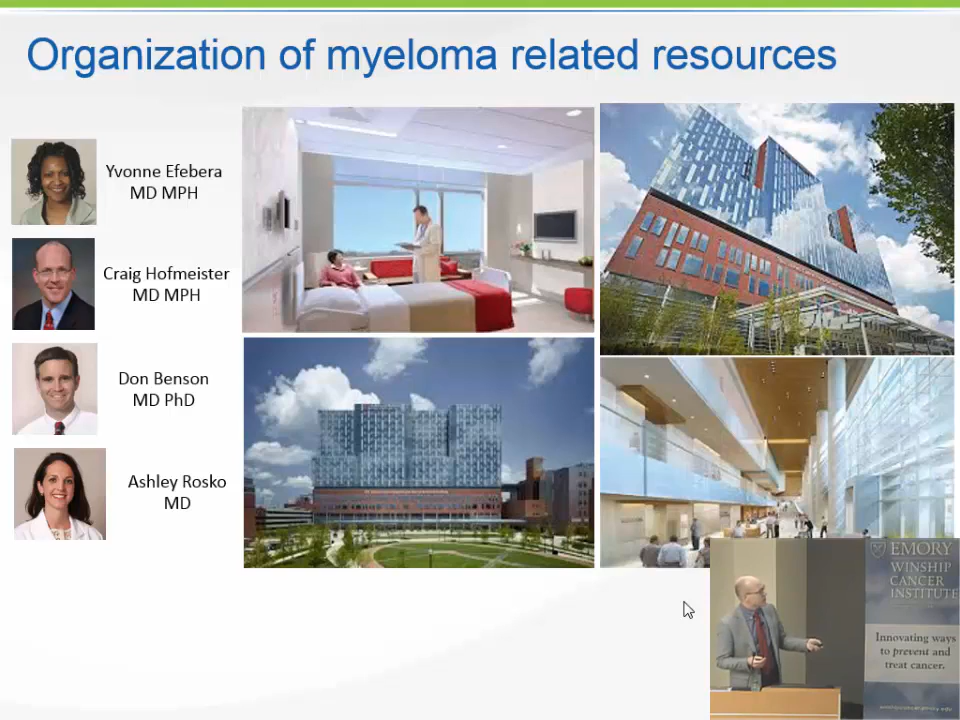 Organization of myeloma related resources
Yvonne Efebera
MD MPH
Craig Hofmeister
MD MPH
Don Benson
MD PhD
Ashley Rosko
MD
EMORY
WINSHIP
CANCER
INSTITUTE
Innovating ways
to prevent and
treat cancer.